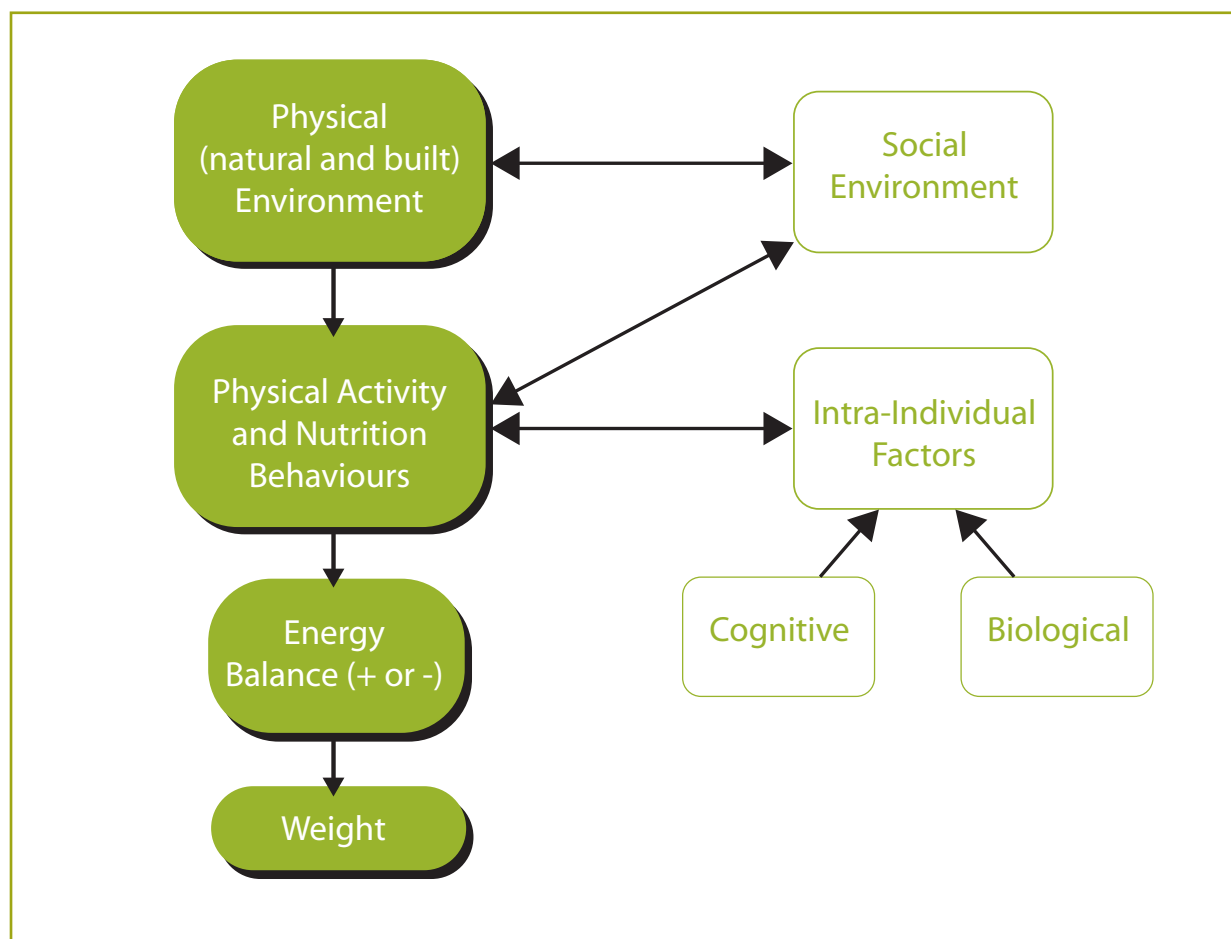 Physical
(natural and built)
Environment
Social
Environment
Physical Activity
and Nutrition
Behaviours
Intra-Individual
Factors
Cognitive
Biological
Energy
Balance (+ or -)
Weight